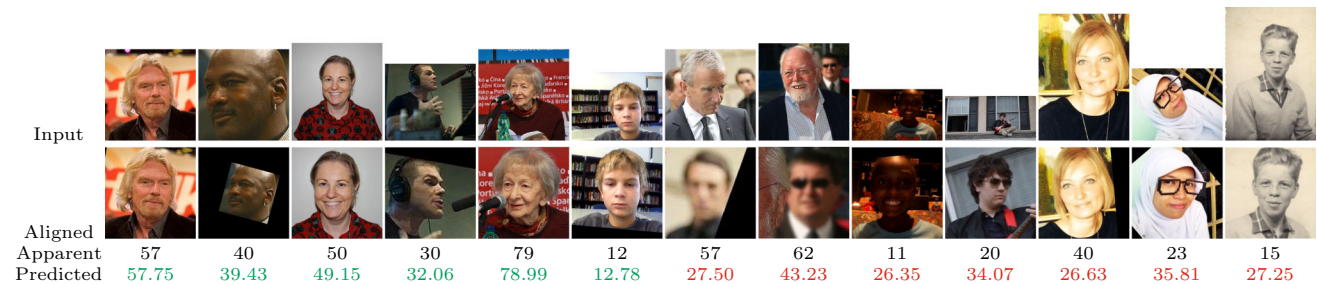 Input
Aligned
Apparent 57 40 50 30 79 12 57 62 11 20 40 23 15
Predicted 57.75 39.43 49.15 32.06 78.99 12.78 27.50 43.23 26.35 34.07 26.63 35.81 27.25